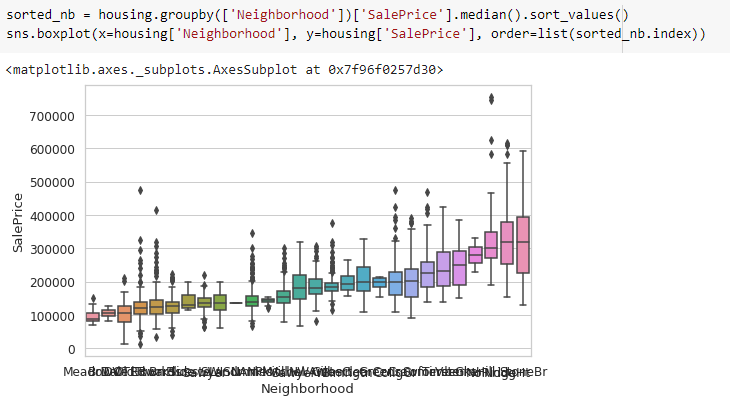 sorted_nb = housing.groupby(['Neighborhood'])['SalePrice'].median().sort_values()
sns.boxplot(x=housing['Neighborhood'], y=housing['SalePrice'], order=list(sorted_nb.index))
<matplotlib.axes._subplots.AxesSubplot at 0x7f96f0257d30>
700000
600000
500000
400000
300000
200000
100000
0
SalePrice
Neighborhood